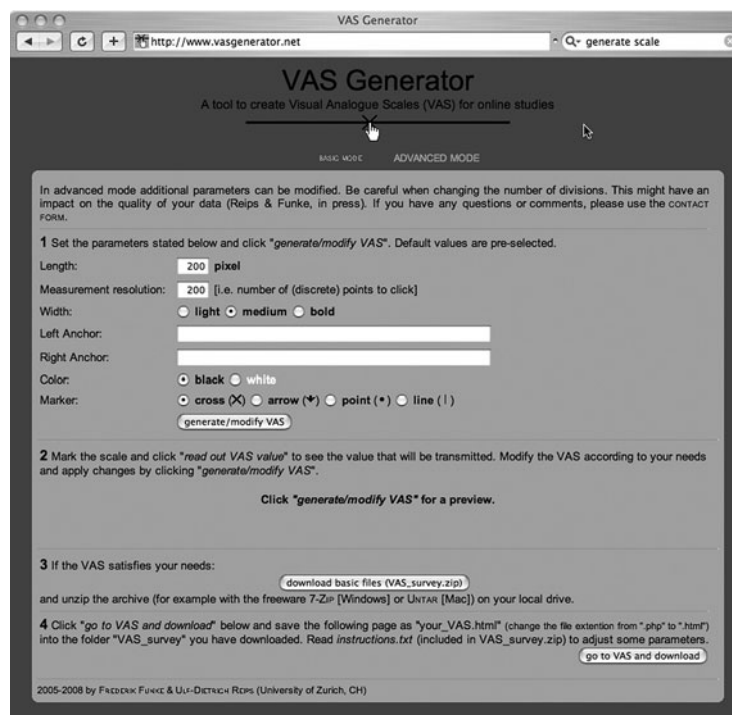 VAS Generator
http://www.vasgenerator.net
generate scale
VAS Generator
A tool to create Visual Analogue Scales (VAS) for online studies
BASIC MODE ADVANCED MODE
In advanced mode additional parameters can be modified. Be careful when changing the number of divisions. This might have an
impact on the quality of your data (Reips & Funke, in press). If you have any questions or comments, please use the CONTACT
FORM.
1 Set the parameters stated below and click "generate/modify VAS". Default values are pre-selected.
Length: 200 pixel
Measurement resolution: 200 [i.e. number of (discrete) points to click]
Width: light medium bold
Left Anchor:
Right Anchor:
Color: black white
Marker: cross (X) arrow (🡻) point (•) line ( | )
generate/modify VAS
2 Mark the scale and click "read out VAS value" to see the value that will be transmitted. Modify the VAS according to your needs
and apply changes by clicking "generate/modify VAS".
Click "generate/modify VAS" for a preview.
3 If the VAS satisfies your needs:
download basic files (VAS_survey.zip)
and unzip the archive (for example with the freeware 7-ZIP [Windows] or UNTAR [Mac]) on your local drive.
4 Click "go to VAS and download" below and save the following page as "your_VAS.html" (change the file extention from ".php" to ".html")
into the folder "VAS_survey" you have downloaded. Read instructions.txt (included in VAS_survey.zip) to adjust some parameters.
go to VAS and download
2005-2008 by FREDERIK FUNKE & ULF-DIETRICH REIPS (University of Zurich, CH)